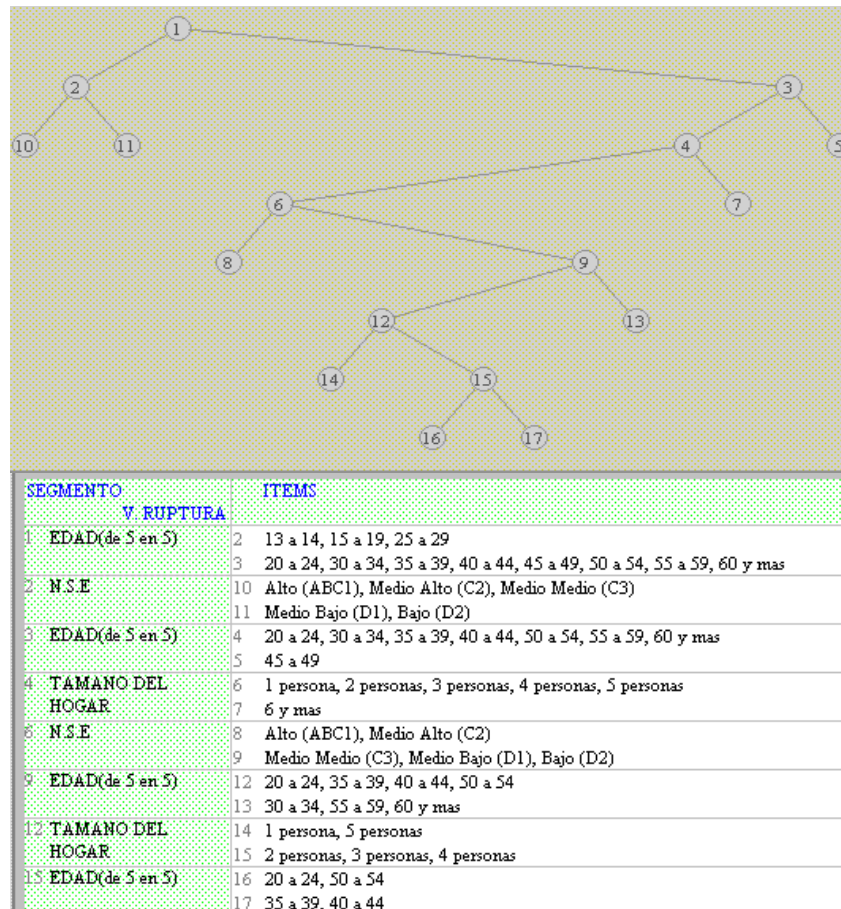 1
2
3
10
11
4
5
6
7
8
9
12
13
14
15
16
17
SEGMENTO ITEMS
V. RUPTURA
1 EDAD(de 5 en 5) 2 13 a 14, 15 a 19, 25 a 29
3 20 a 24, 30 a 34, 35 a 39, 40 a 44, 45 a 49, 50 a 54, 55 a 59, 60 y mas
2 N.S.E 10 Alto (ABC1), Medio Alto (C2), Medio Medio (C3)
11 Medio Bajo (D1), Bajo (D2)
3 EDAD(de 5 en 5) 4 20 a 24, 30 a 34, 35 a 39, 40 a 44, 50 a 54, 55 a 59, 60 y mas
5 45 a 49
4 TAMANO DEL 6 1 persona, 2 personas, 3 personas, 4 personas, 5 personas
HOGAR 7 6 y mas
6 N.S.E 8 Alto (ABC1), Medio Alto (C2)
9 Medio Medio (C3), Medio Bajo (D1), Bajo (D2)
9 EDAD(de 5 en 5) 12 20 a 24, 35 a 39, 40 a 44, 50 a 54
13 30 a 34, 55 a 59, 60 y mas
12 TAMANO DEL 14 1 persona, 5 personas
HOGAR 15 2 personas, 3 personas, 4 personas
15 EDAD(de 5 en 5) 16 20 a 24, 50 a 54
17 35 a 39, 40 a 44